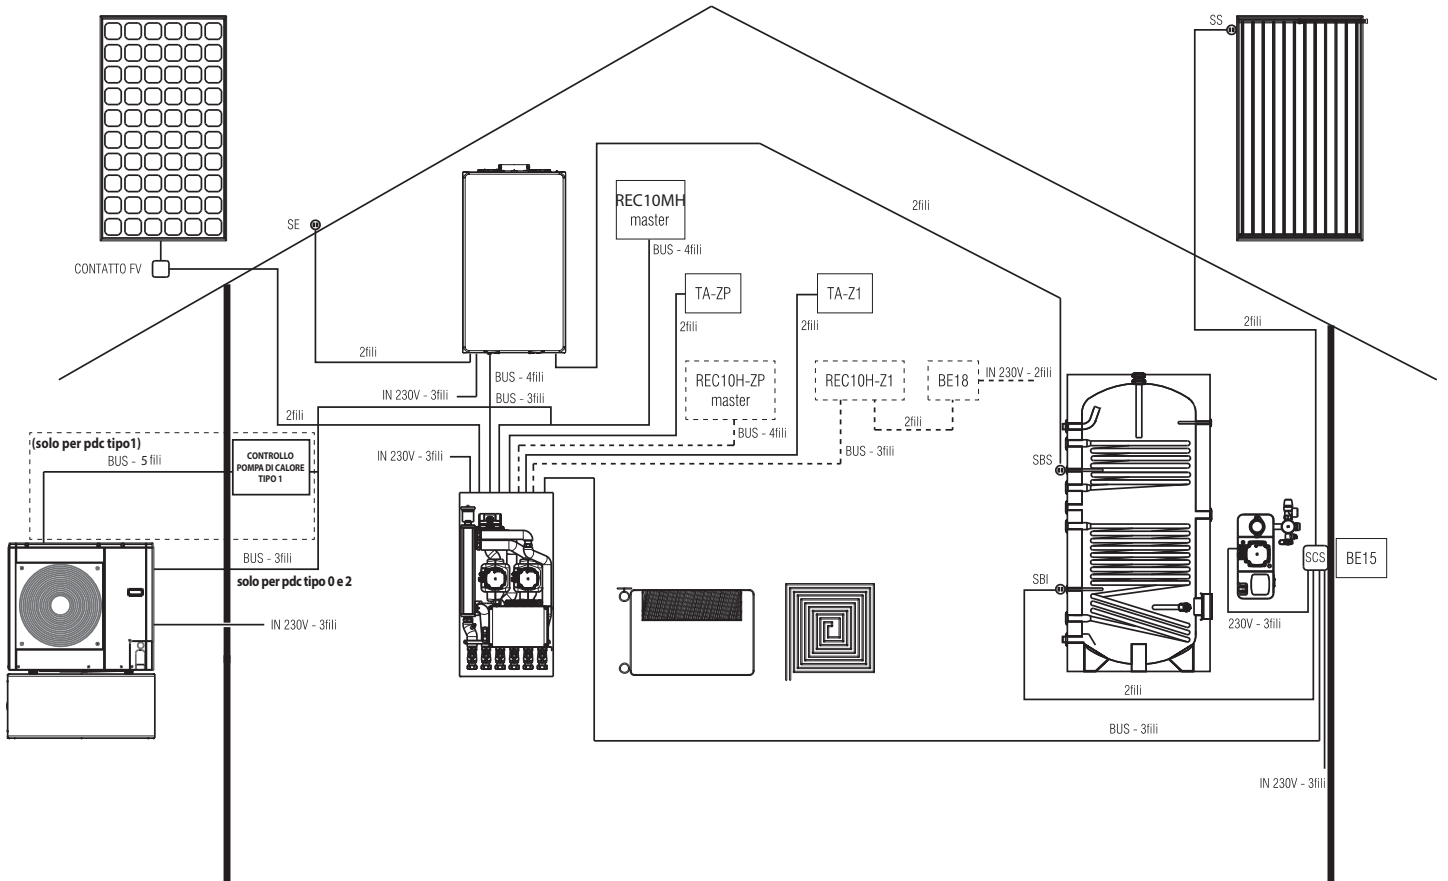 SS
REC10MH
master
2fili
SE
BUS - 4fili
CONTATTO FV
TA-ZP
TA-Z1
2fili
2fili
2fili
2fili
BUS - 4fili
REC10H-ZP
master
REC10H-Z1
BE18
IN 230V - 2fili
IN 230V - 3fili
BUS - 3fili
2fili
2fili
BUS - 4fili
(solo per pdc tipo1)
BUS - 5 fili
CONTROLLO
POMPA DI CALORE
TIPO 1
IN 230V - 3fili
BUS - 3fili
SBS
BUS - 3fili
solo per pdc tipo 0 e 2
SCS
BE15
SBI
IN 230V - 3fili
230V - 3fili
2fili
BUS - 3fili
IN 230V - 3fili